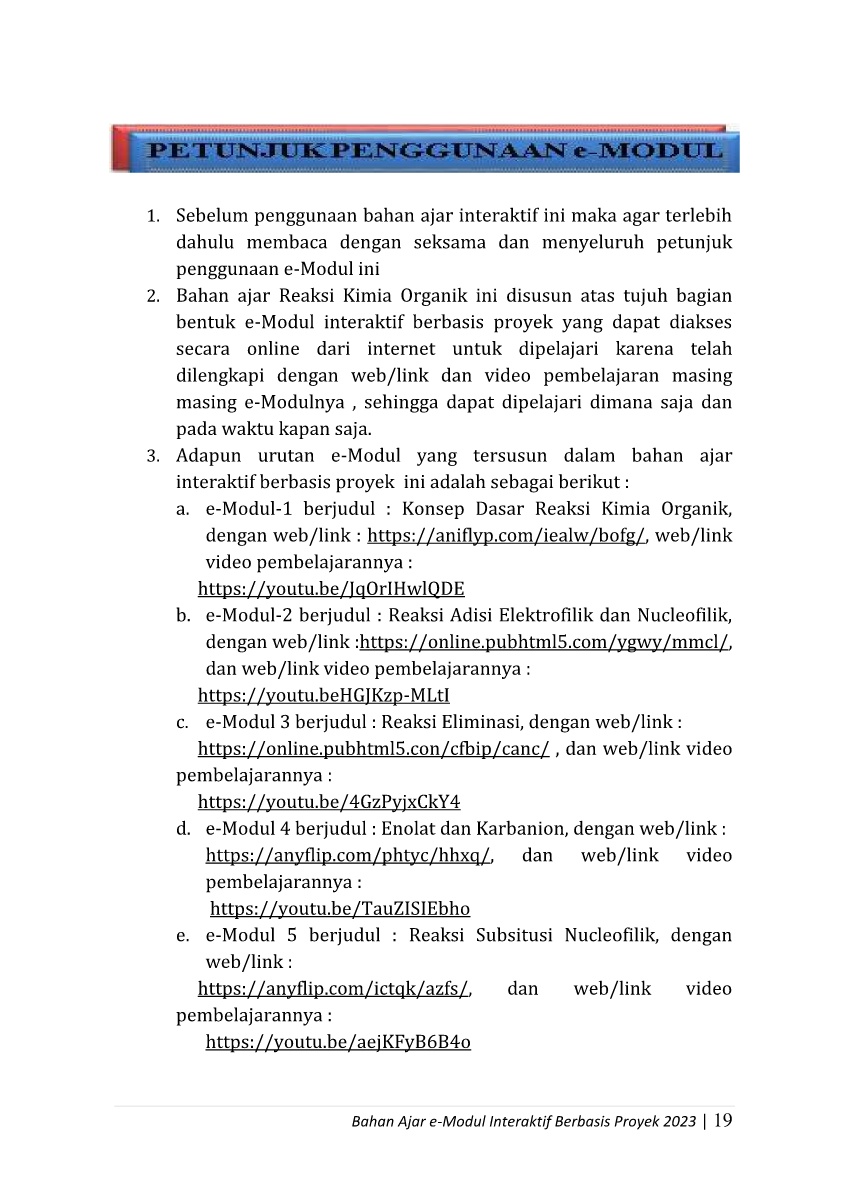 PETUNJUK PENGGUNAAN e-MODUL
1. Sebelum penggunaan bahan ajar interaktif ini maka agar terlebih
dahulu membaca dengan seksama dan menyeluruh petunjuk
penggunaan e-Modul ini
2. Bahan ajar Reaksi Kimia Organik ini disusun atas tujuh bagian
bentuk e-Modul interaktif berbasis proyek yang dapat diakses
secara online dari internet untuk dipelajari karena telah
dilengkapi dengan web/link dan video pembelajaran masing
masing e-Modulnya , sehingga dapat dipelajari dimana saja dan
pada waktu kapan saja.
3. Adapun urutan e-Modul yang tersusun dalam bahan ajar
interaktif berbasis proyek ini adalah sebagai berikut :
a. e-Modul-1 berjudul : Konsep Dasar Reaksi Kimia Organik,
dengan web/link : https://aniflyp.com/iealw/bofg/, web/link
video pembelajarannya :
https://youtu.be/JqOrIHwlQDE
b. e-Modul-2 berjudul : Reaksi Adisi Elektrofilik dan Nucleofilik,
dengan web/link :https://online.pubhtml5.com/ygwy/mmcl/,
dan web/link video pembelajarannya :
https://youtu.beHGJKzp-MLtI
c. e-Modul 3 berjudul : Reaksi Eliminasi, dengan web/link :
https://online.pubhtml5.con/cfbip/canc/ , dan web/link video
pembelajarannya :
https://youtu.be/4GzPyjxCkY4
d. e-Modul 4 berjudul : Enolat dan Karbanion, dengan web/link :
https://anyflip.com/phtyc/hhxq/, dan web/link video
pembelajarannya :
https://youtu.be/TauZISIEbho
e. e-Modul 5 berjudul : Reaksi Subsitusi Nucleofilik, dengan
web/link :
https://anyflip.com/ictqk/azfs/, dan web/link video
pembelajarannya :
https://youtu.be/aejKFyB6B4o
Bahan Ajar e-Modul Interaktif Berbasis Proyek 2023 | 19